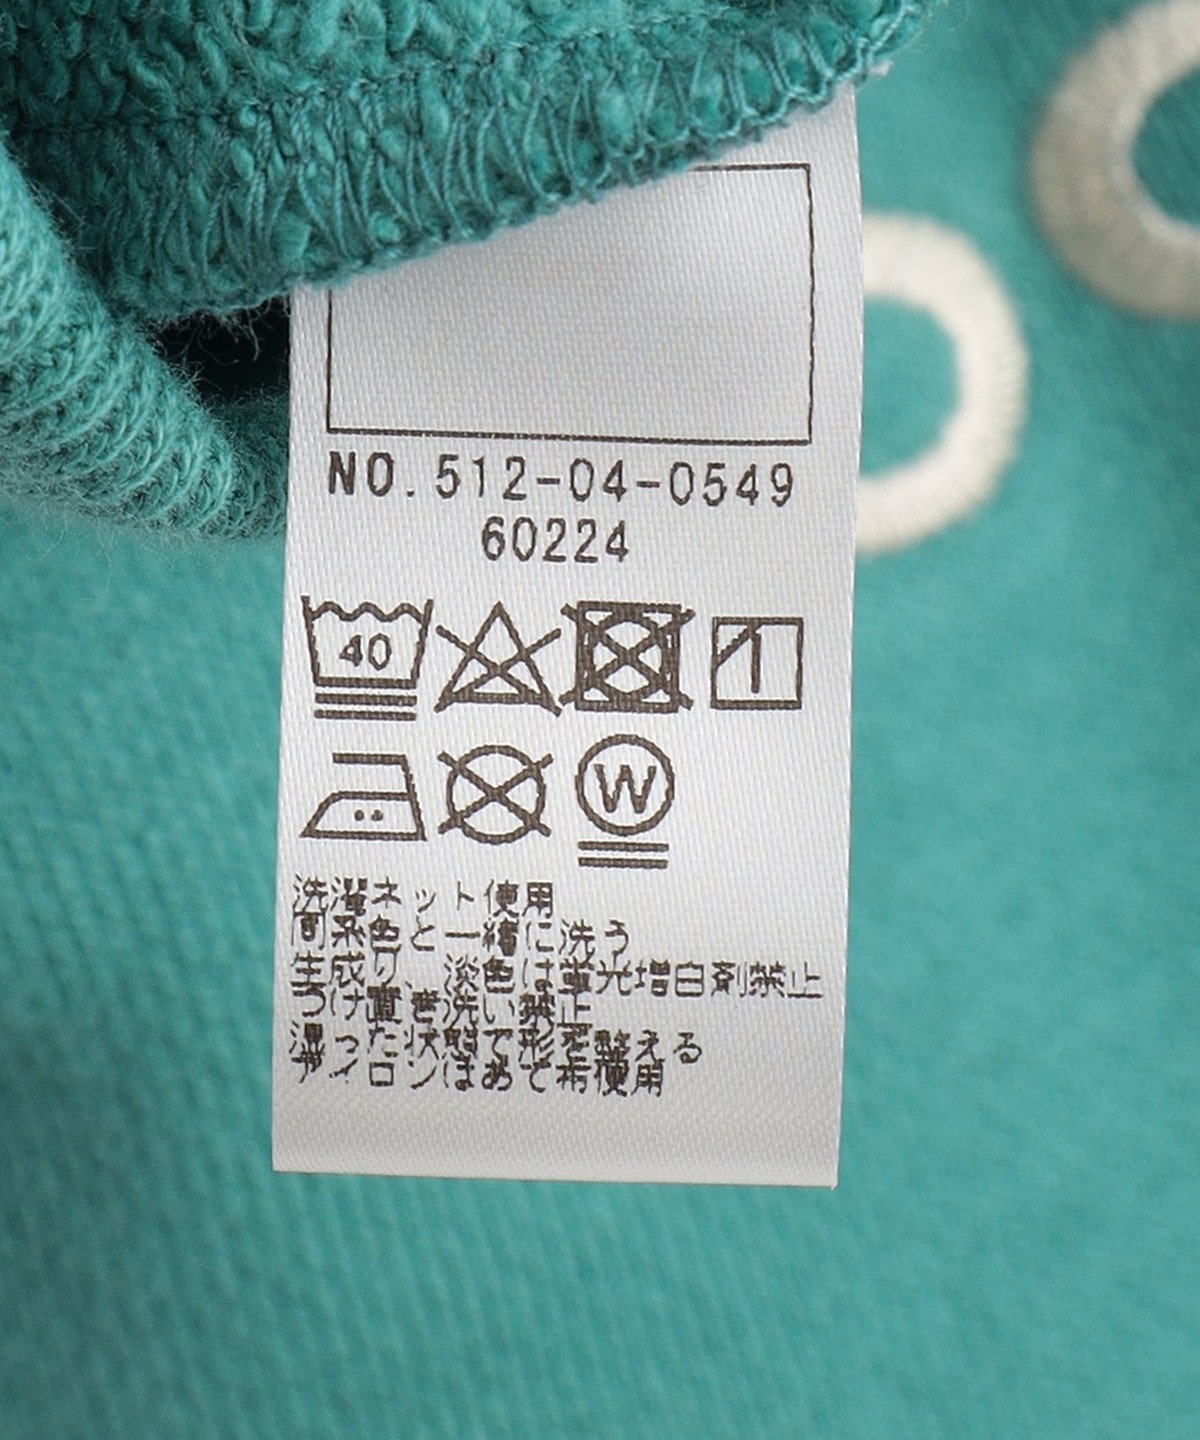 NO.512-04-0549
60224
40
W
洗濯ネット使用
同系色と一緒に洗う
生成り、淡色は蛍光増白剤禁止
つけ置き洗い禁止
湿った状態で形を整える
アイロンはあて布使用